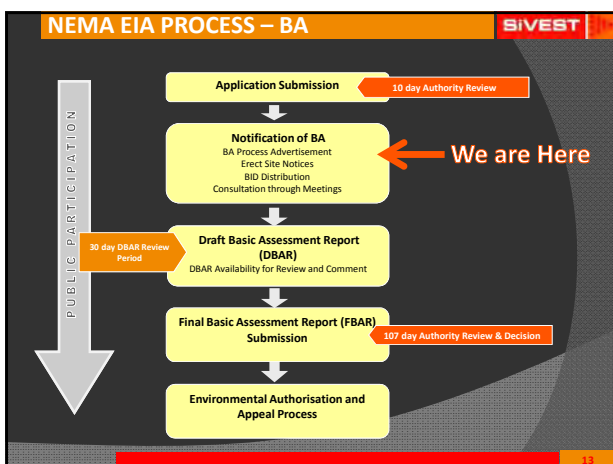 NEMA EIA PROCESS – BA
SiVEST
Application Submission
10 day Authority Review
Notification of BA
BA Process Advertisement
Erect Site Notices
BID Distribution
Consultation through Meetings
We are Here
PUBLIC PARTICIPATION
30 day DBAR Review
Period
Draft Basic Assessment Report
(DBAR)
DBAR Availability for Review and Comment
Final Basic Assessment Report (FBAR)
Submission
107 day Authority Review & Decision
Environmental Authorisation and
Appeal Process
13